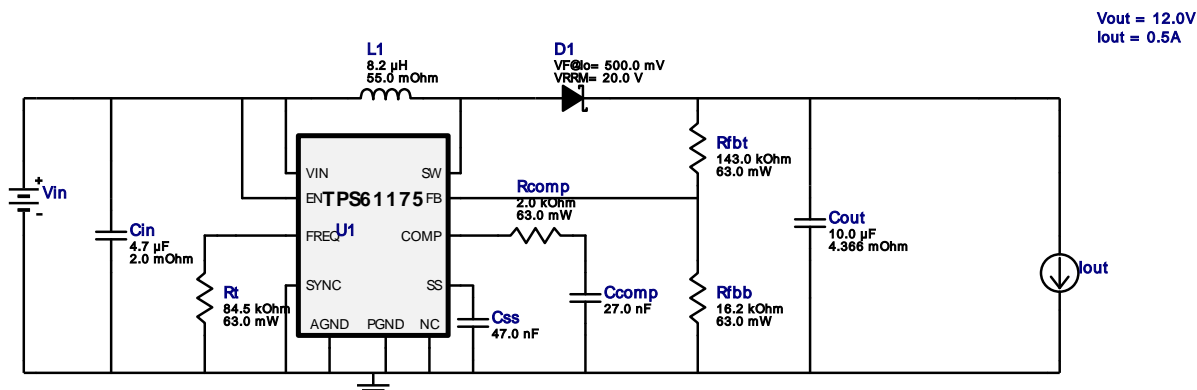 Vout = 12.0V
Iout = 0.5A
L1
8.2 µH
55.0 mOhm
D1
VF@Io= 500.0 mV
VRRM= 20.0 V
Rfbt
143.0 kOhm
63.0 mW
VIN
SW
EN
TPS61175
FB
Rcomp
2.0 kOhm
63.0 mW
+
Vin
-
Cin
4.7 µF
2.0 mOhm
FREQ
U1
COMP
Cout
10.0 µF
4.366 mOhm
Iout
Rt
84.5 kOhm
63.0 mW
SYNC
SS
AGND
PGND
NC
Css
47.0 nF
Ccomp
27.0 nF
Rfbb
16.2 kOhm
63.0 mW